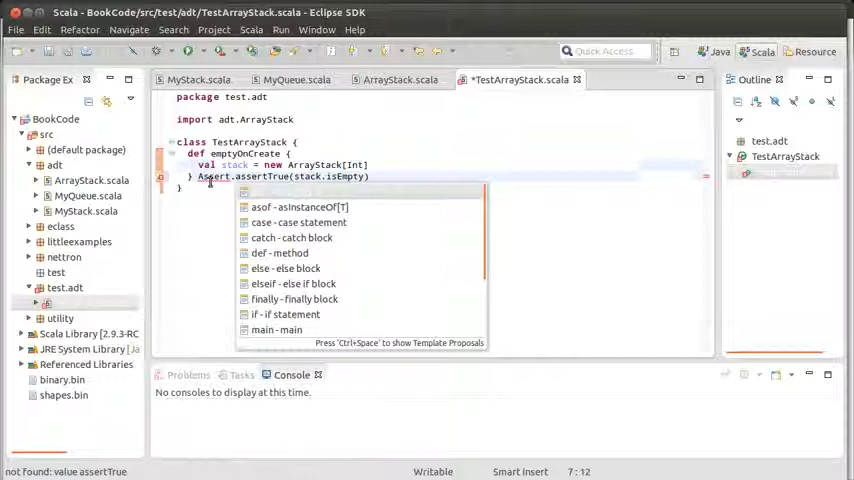 Scala - BookCode/src/test/adt/TestArrayStack.scala - Eclipse SDK
File Edit Refactor Navigate Search Project Scala Run Window Help
Quick Access Java Scala Resource
Package Ex MyStack.scala MyQueue.scala ArrayStack.scala *TestArrayStack.scala Outline
BookCode
src
(default package)
adt
ArrayStack.scala
MyQueue.scala
MyStack.scala
eclass
littleexamples
nettron
test
test.adt
utility
Scala Library [2.9.3-RC
JRE System Library [Ja
Referenced Libraries
binary.bin
shapes.bin
package test.adt
import adt.ArrayStack
class TestArrayStack {
def emptyOnCreate {
val stack = new ArrayStack[Int]
} Assert.assertTrue(stack.isEmpty)
}
asof - asInstanceOf[T]
case - case statement
catch - catch block
def - method
else - else block
elseif - else if block
finally - finally block
if - if statement
main - main
Press 'Ctrl+Space' to show Template Proposals
test.adt
TestArrayStack
Problems Tasks Console
No consoles to display at this time.
not found: value assertTrue Writable Smart Insert 7 : 12